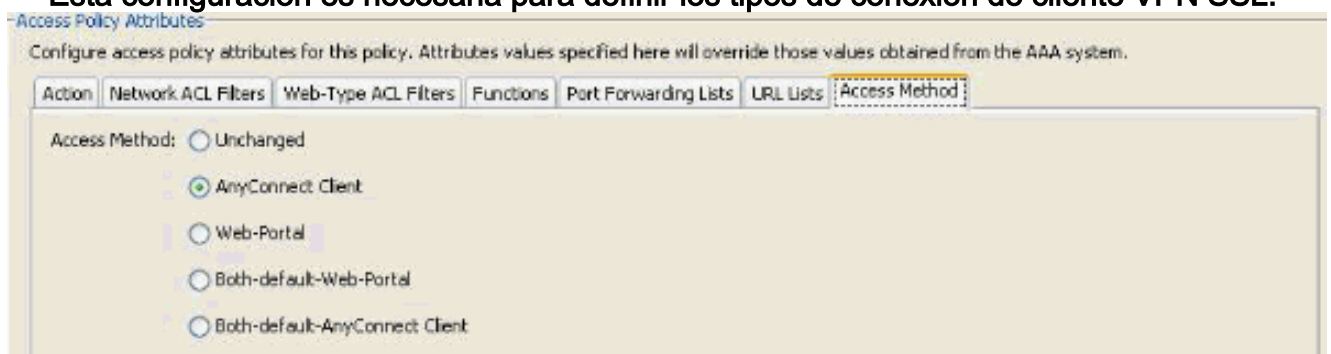 Esta configuración es necesaria para definir los tipos de conexión de cliente VPN SSL.
Access Policy Attributes
Configure access policy attributes for this policy. Attributes values specified here will override those values obtained from the AAA system.
Action Network ACL Filters Web-Type ACL Filters Functions Port Forwarding Lists URL Lists Access Method
Access Method: Unchanged
AnyConnect Client
Web-Portal
Both-default-Web-Portal
Both-default-AnyConnect Client